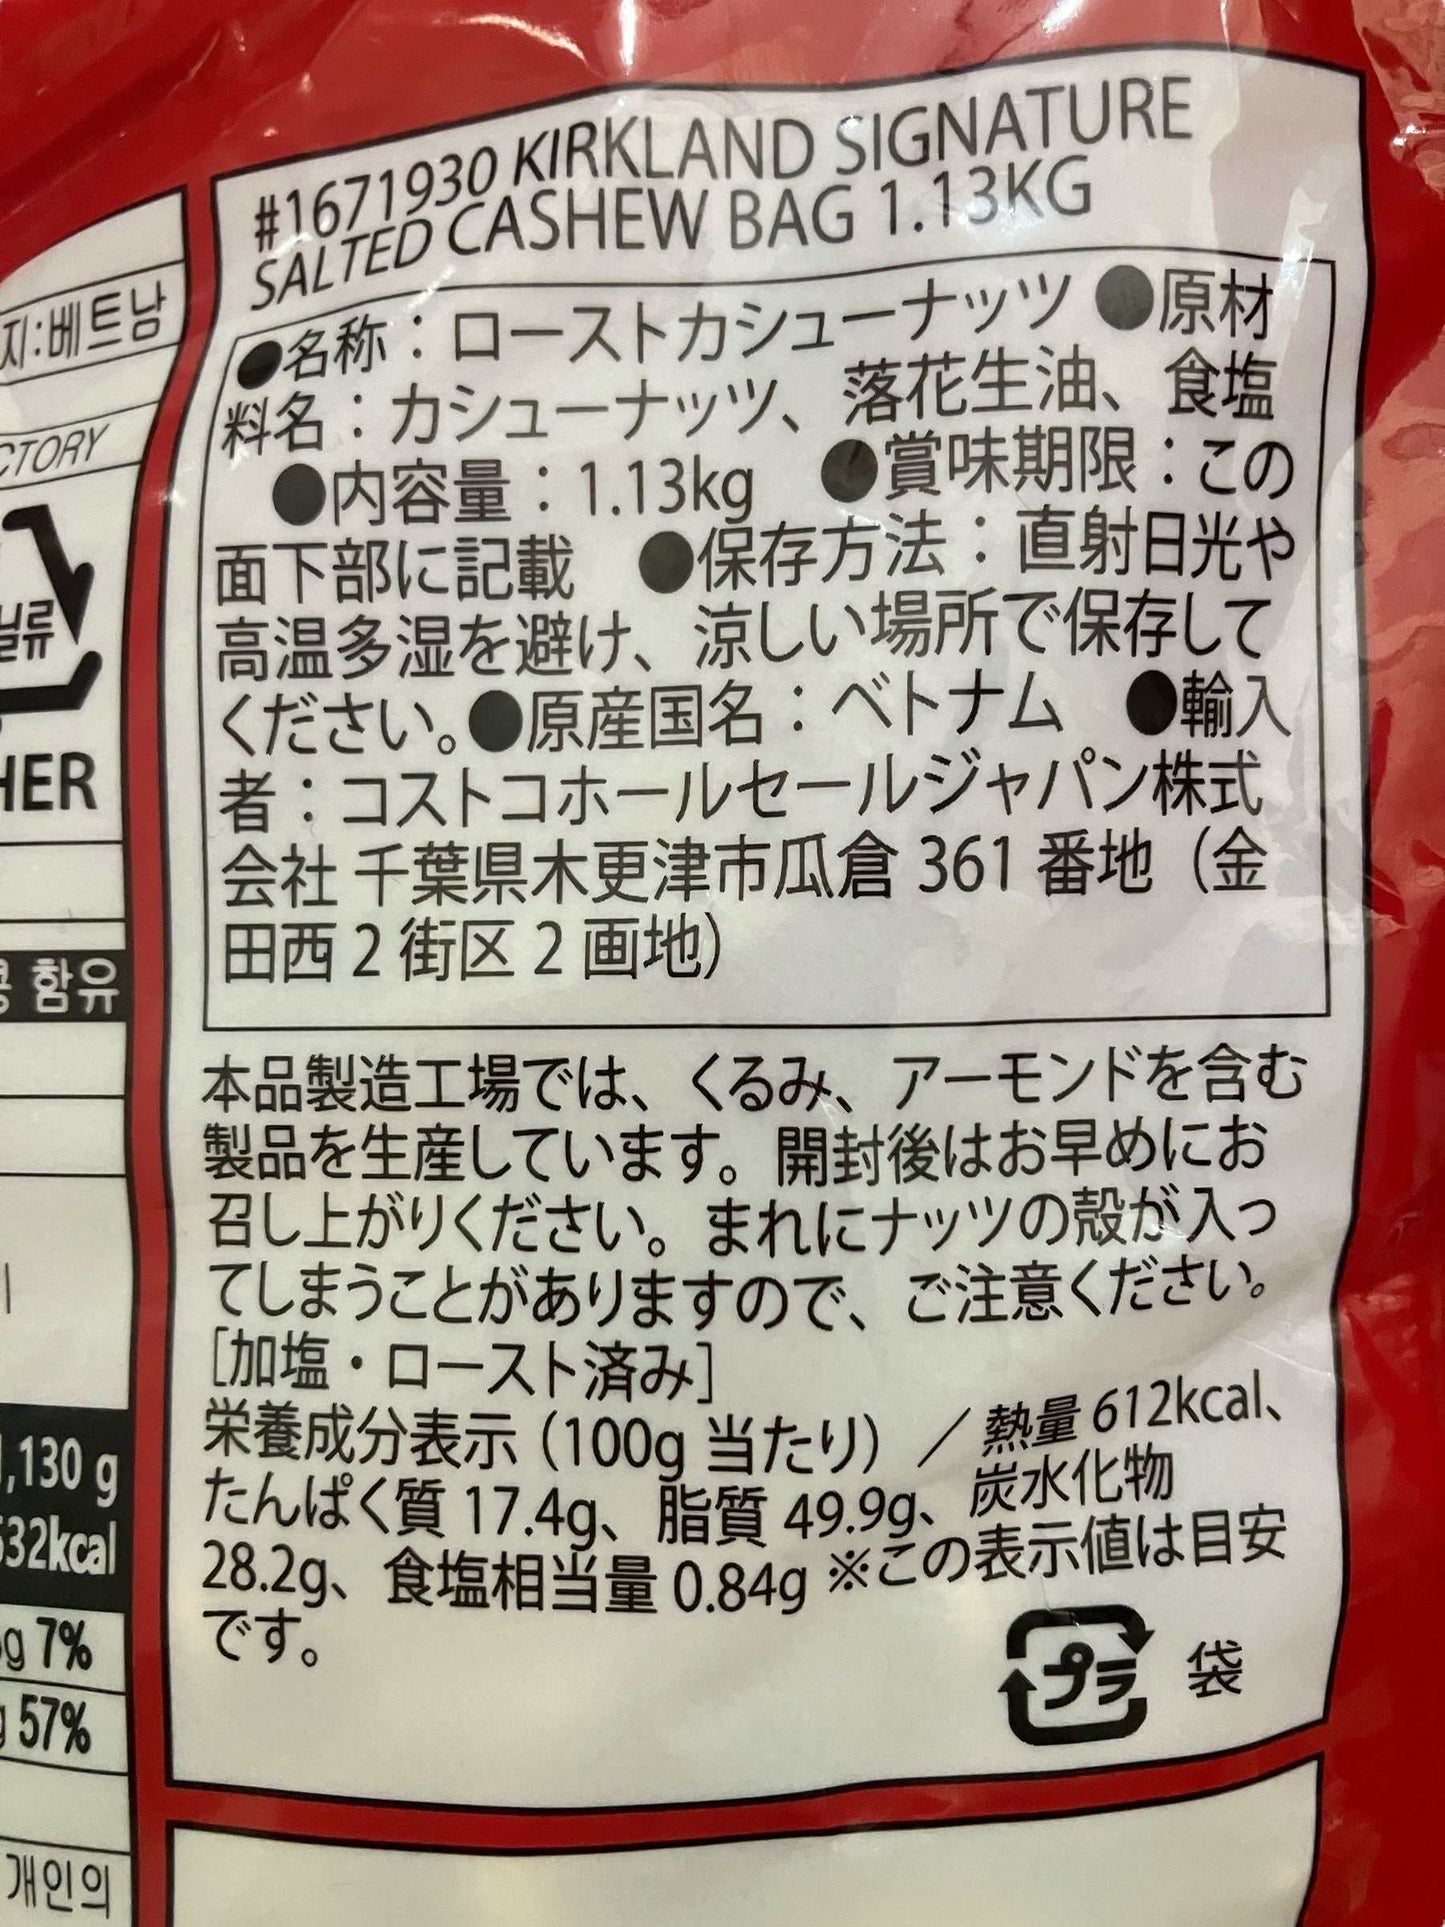 #1671930 KIRKLAND SIGNATURE
SALTED CASHEW BAG 1.13KG
●名称：ローストカシューナッツ ●原材
料名：カシューナッツ、落花生油、食塩
●内容量：1.13kg ●賞味期限：この
面下部に記載 ●保存方法：直射日光や
高温多湿を避け、涼しい場所で保存して
ください。●原産国名：ベトナム ●輸入
者：コストコホールセールジャパン株式
会社 千葉県木更津市瓜倉 361 番地（金
田西 2 街区 2 画地）
本品製造工場では、くるみ、アーモンドを含む
製品を生産しています。開封後はお早めにお
召し上がりください。まれにナッツの殻が入っ
てしまうことがありますので、ご注意ください。
［加塩・ロースト済み］
栄養成分表示（100g 当たり）／熱量 612kcal、
たんぱく質 17.4g、脂質 49.9g、炭水化物
28.2g、食塩相当量 0.84g ※この表示値は目安
です。
プラ 袋
지:베트남
CTORY
HER
함유
,130 g
32kcal
g 7%
57%
개인의